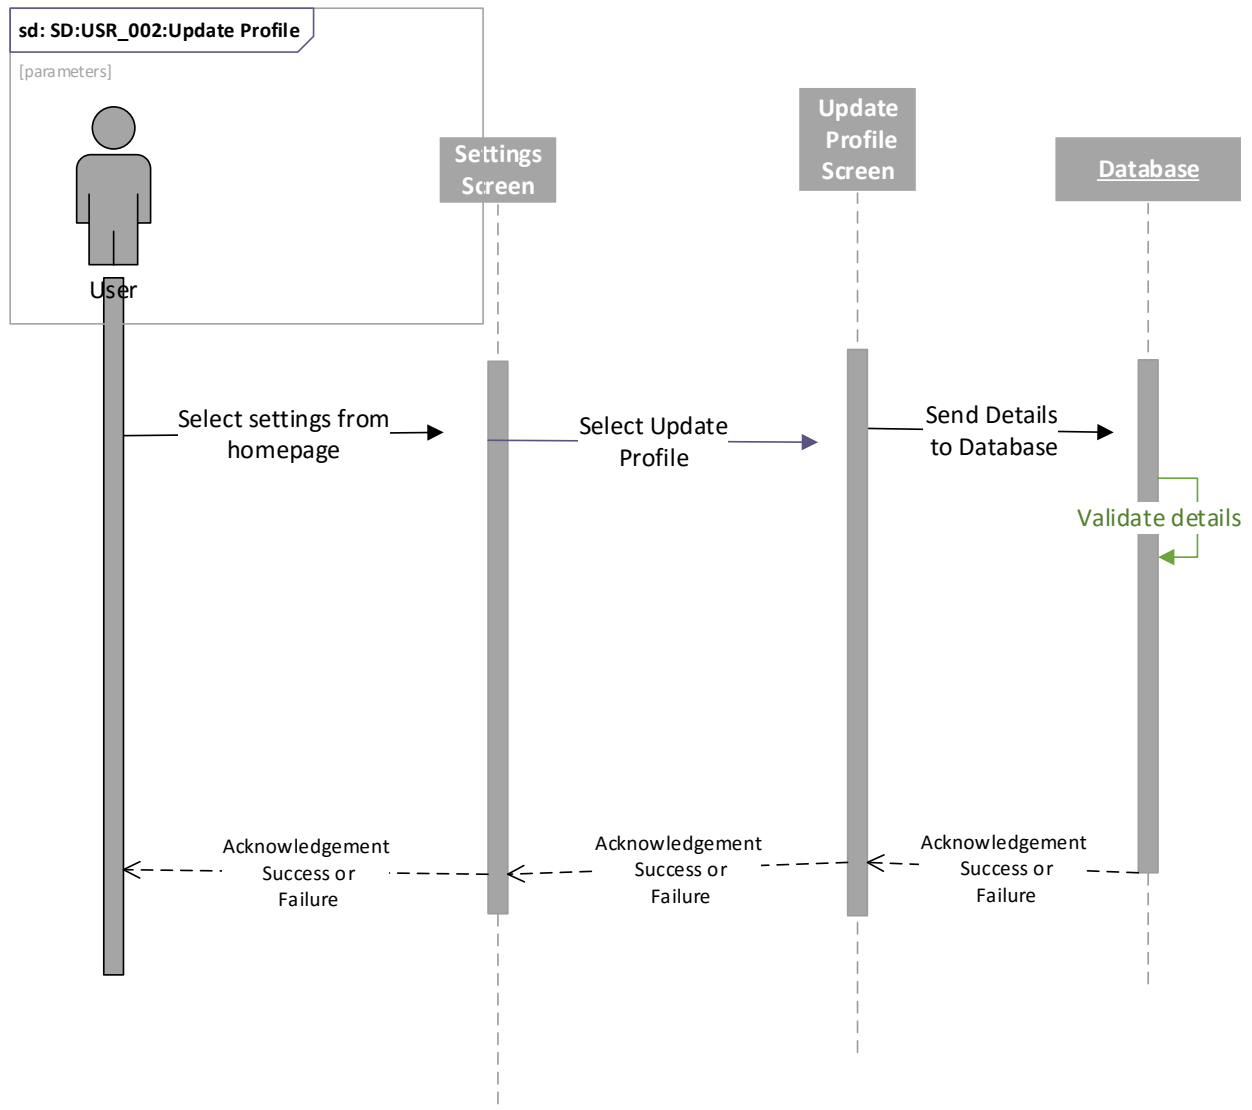 sd: SD:USR_002:Update Profile
[parameters]
User
Settings
Screen
Update
Profile
Screen
Database
Select settings from
homepage
Select Update
Profile
Send Details
to Database
Validate details
Acknowledgement
Success or
Failure
Acknowledgement
Success or
Failure
Acknowledgement
Success or
Failure